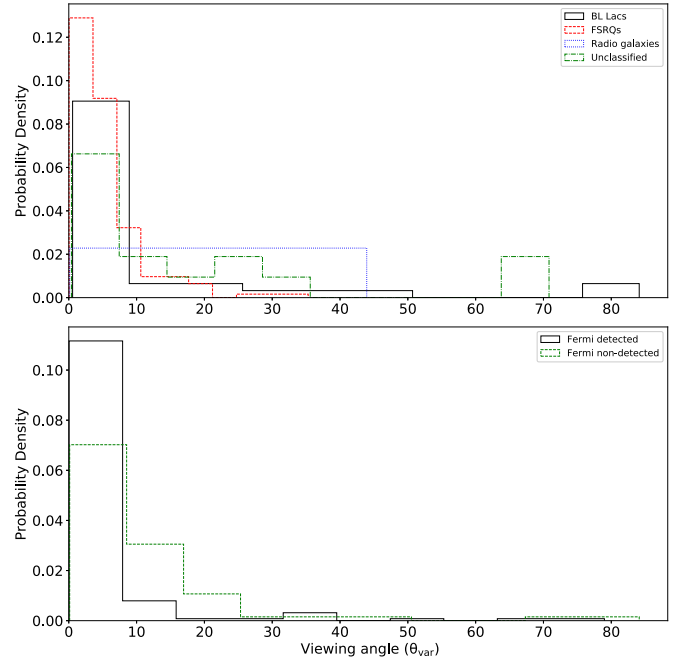 BL Lacs
FSRQs
Radio galaxies
Unclassified
Probability Density
0.12
0.10
0.08
0.06
0.04
0.02
0.00
0 10 20 30 40 50 60 70 80
Fermi detected
Fermi non-detected
Probability Density
0.10
0.08
0.06
0.04
0.02
0.00
0 10 20 30 40 50 60 70 80
Viewing angle (θvar)